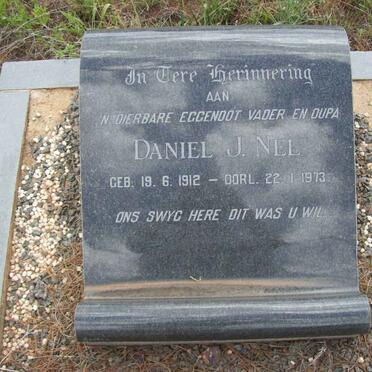 In Tere Herinnering
AAN
'N DIERBARE EGGENOOT VADER EN OUPA
DANIEL J. NEL
GEB. 19. 6. 1912 – OORL. 22. 1. 1973.
ONS SWYG HERE DIT WAS U WIL.